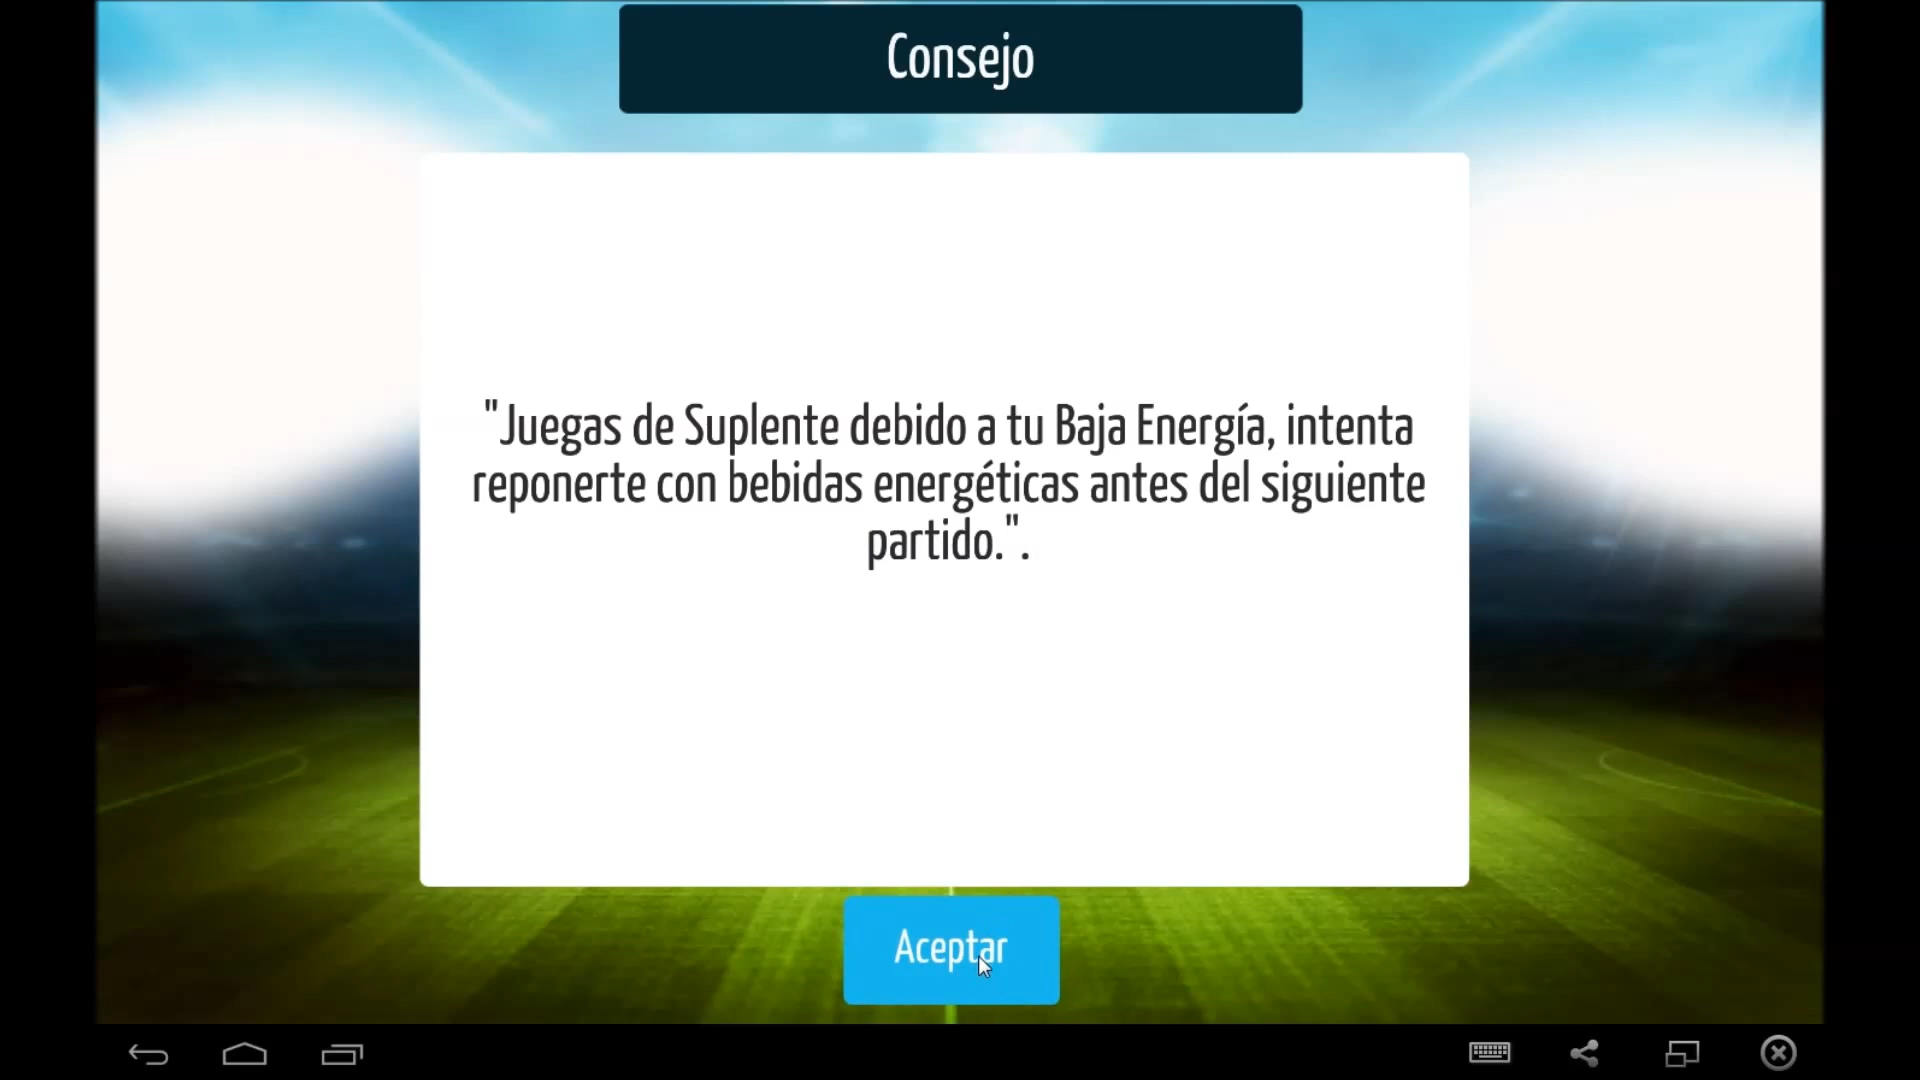 Consejo
"Juegas de Suplente debido a tu Baja Energía, intenta
reponerte con bebidas energéticas antes del siguiente
partido.".
Aceptar